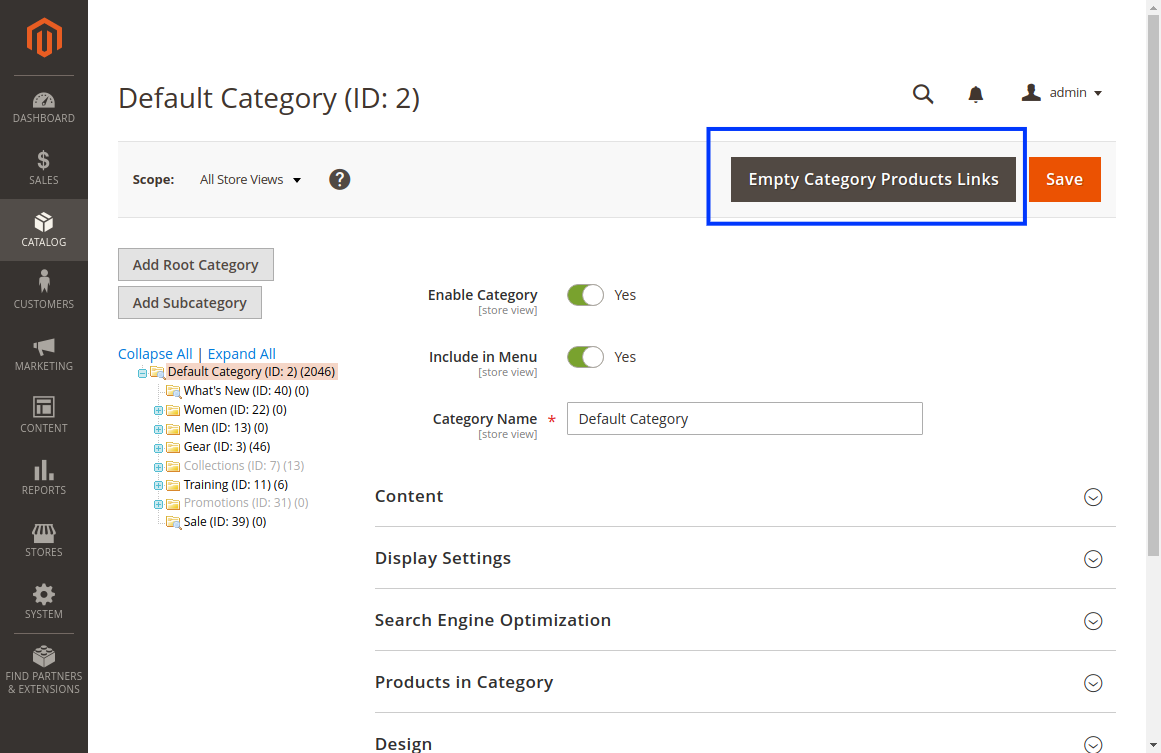 DASHBOARD
SALES
CATALOG
CUSTOMERS
MARKETING
CONTENT
REPORTS
STORES
SYSTEM
FIND PARTNERS
& EXTENSIONS
Default Category (ID: 2)
admin
Scope:
All Store Views
?
Empty Category Products Links
Save
Add Root Category
Add Subcategory
Collapse All | Expand All
Default Category (ID: 2) (2046)
What's New (ID: 40) (0)
Women (ID: 22) (0)
Men (ID: 13) (0)
Gear (ID: 3) (46)
Collections (ID: 7) (13)
Training (ID: 11) (6)
Promotions (ID: 31) (0)
Sale (ID: 39) (0)
Enable Category
[store view]
Yes
Include in Menu
[store view]
Yes
Category Name *
[store view]
Default Category
Content
Display Settings
Search Engine Optimization
Products in Category
Design